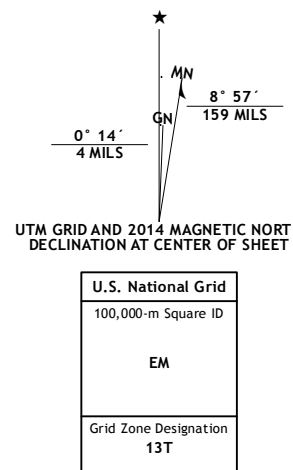 MN
8° 57´
159 MILS
GN
0° 14´
4 MILS
UTM GRID AND 2014 MAGNETIC NORT
DECLINATION AT CENTER OF SHEET
U.S. National Grid
100,000-m Square ID
EM
Grid Zone Designation
13T